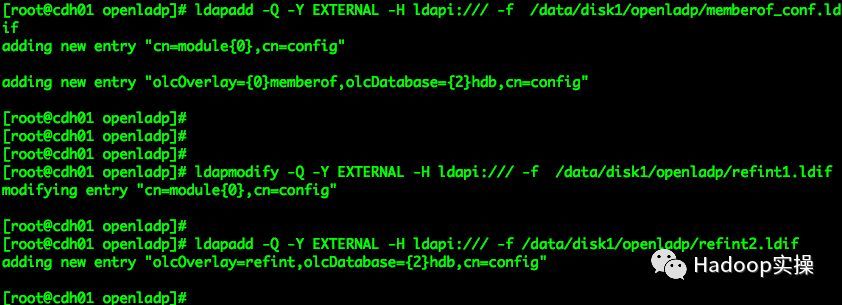 [root@cdh01 openladp]# ldapadd -Q -Y EXTERNAL -H ldapi:/// -f  /data/disk1/openladp/memberof_conf.ld
if
adding new entry "cn=module{0},cn=config"
adding new entry "olcOverlay={0}memberof,olcDatabase={2}hdb,cn=config"
[root@cdh01 openladp]#
[root@cdh01 openladp]#
[root@cdh01 openladp]#
[root@cdh01 openladp]# ldapmodify -Q -Y EXTERNAL -H ldapi:/// -f  /data/disk1/openladp/refint1.ldif
modifying entry "cn=module{0},cn=config"
[root@cdh01 openladp]#
[root@cdh01 openladp]# ldapadd -Q -Y EXTERNAL -H ldapi:/// -f /data/disk1/openladp/refint2.ldif
adding new entry "olcOverlay=refint,olcDatabase={2}hdb,cn=config"
Hadoop实操
[root@cdh01 openladp]#